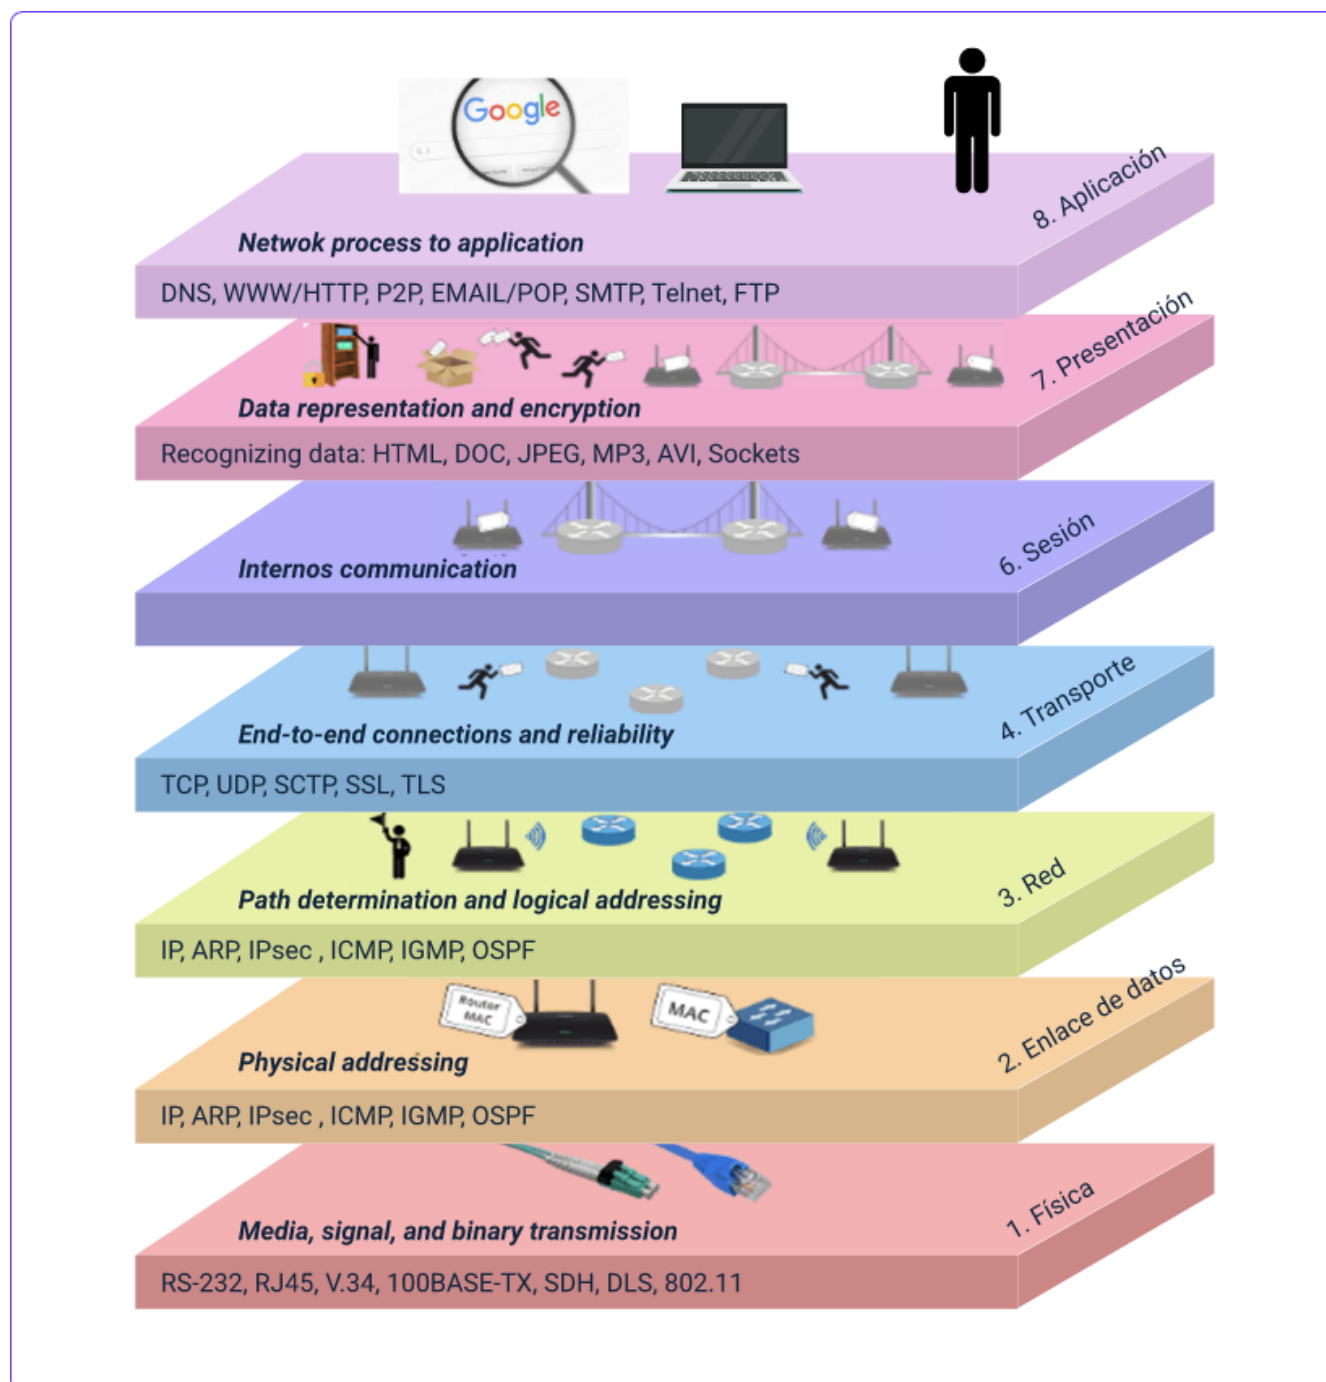 Google
8. Aplicación
Netwok process to application
DNS, WWW/HTTP, P2P, EMAIL/POP, SMTP, Telnet, FTP
7. Presentación
Data representation and encryption
Recognizing data: HTML, DOC, JPEG, MP3, AVI, Sockets
6. Sesión
Internos communication
4. Transporte
End-to-end connections and reliability
TCP, UDP, SCTP, SSL, TLS
3. Red
Path determination and logical addressing
IP, ARP, IPsec , ICMP, IGMP, OSPF
Router
MAC
MAC
2. Enlace de datos
Physical addressing
IP, ARP, IPsec , ICMP, IGMP, OSPF
1. Física
Media, signal, and binary transmission
RS-232, RJ45, V.34, 100BASE-TX, SDH, DLS, 802.11